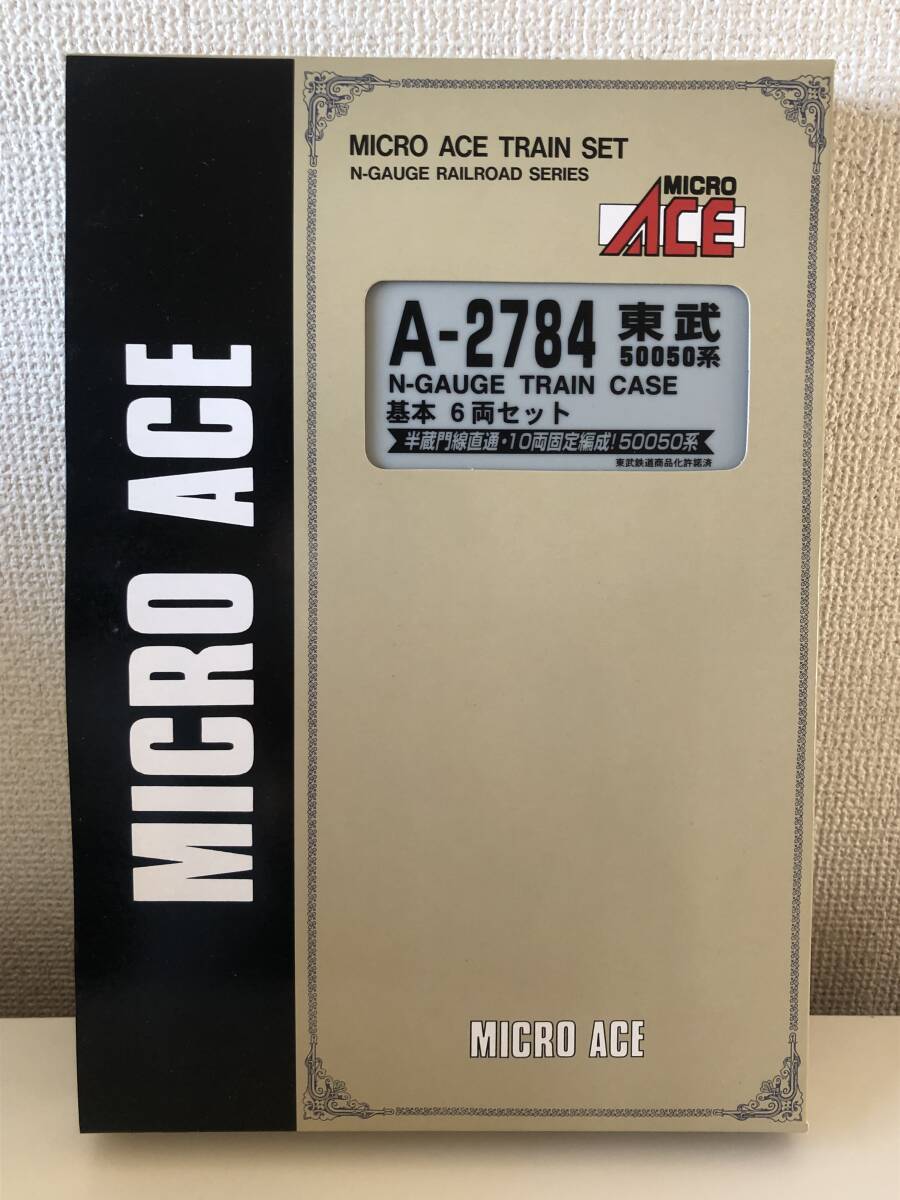 MICRO ACE
MICRO ACE TRAIN SET
N-GAUGE RAILROAD SERIES
MICRO
ACE
A-2784 東武
50050系
N-GAUGE TRAIN CASE
基本 6両セット
半蔵門線直通・10両固定編成!50050系
東武鉄道商品化許諾済
MICRO ACE